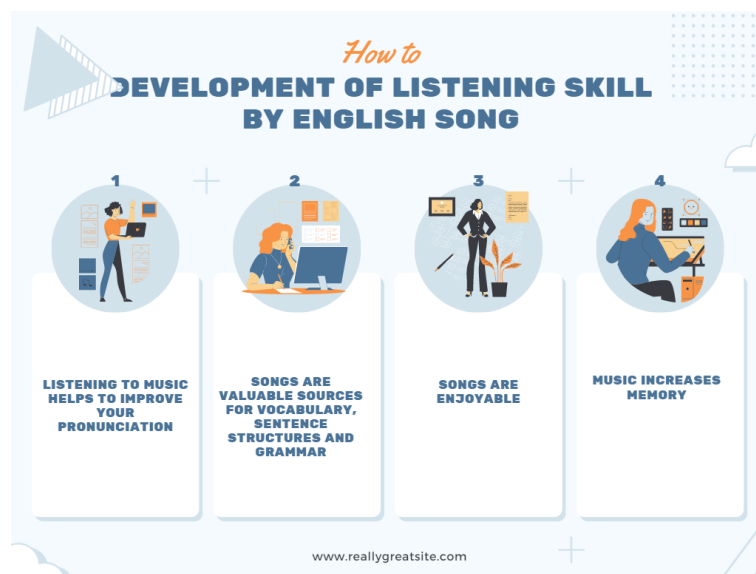 How to
DEVELOPMENT OF LISTENING SKILL
BY ENGLISH SONG
1
2
3
4
LISTENING TO MUSIC
HELPS TO IMPROVE
YOUR
PRONUNCIATION
SONGS ARE
VALUABLE SOURCES
FOR VOCABULARY,
SENTENCE
STRUCTURES AND
GRAMMAR
SONGS ARE
ENJOYABLE
MUSIC INCREASES
MEMORY
www.reallygreatsite.com